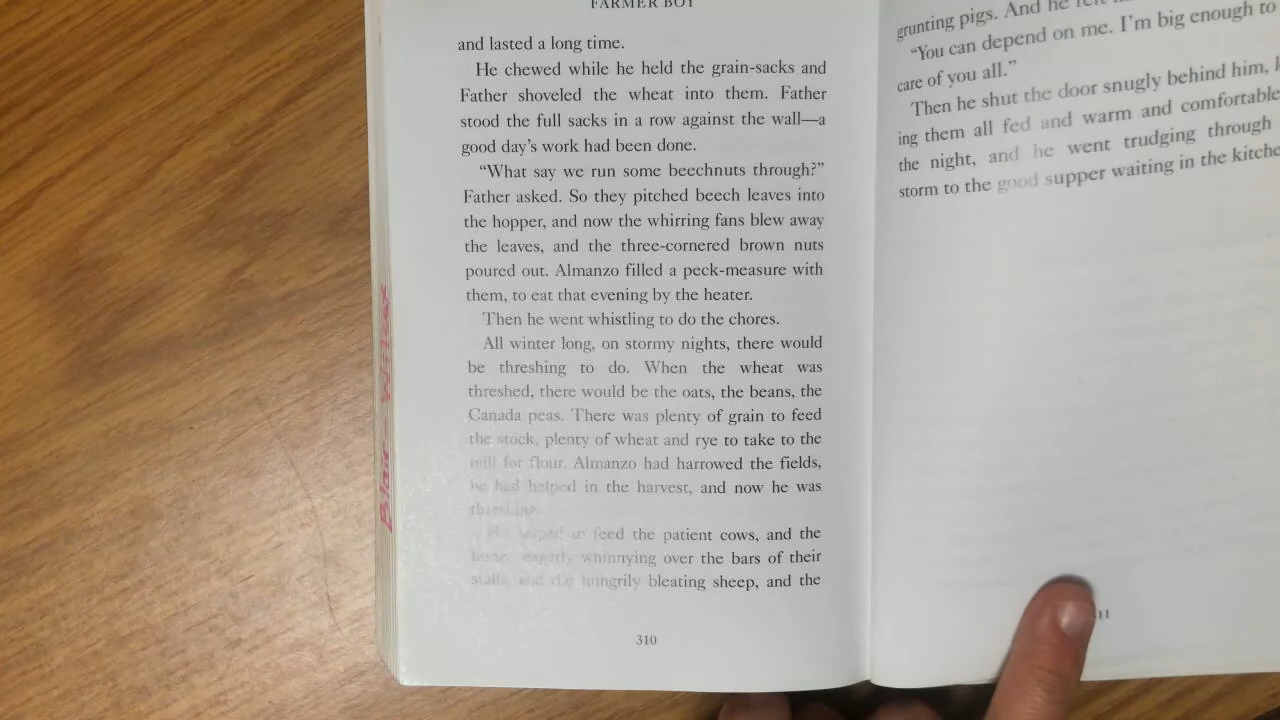 FARMER BOY
and lasted a long time.
He chewed while he held the grain-sacks and
Father shoveled the wheat into them. Father
stood the full sacks in a row against the wall—a
good day's work had been done.
“What say we run some beechnuts through?”
Father asked. So they pitched beech leaves into
the hopper, and now the whirring fans blew away
the leaves, and the three-cornered brown nuts
poured out. Almanzo filled a peck-measure with
them, to eat that evening by the heater.
Then he went whistling to do the chores.
All winter long, on stormy nights, there would
be threshing to do. When the wheat was
threshed, there would be the oats, the beans, the
Canada peas. There was plenty of grain to feed
the stock, plenty of wheat and rye to take to the
mill for flour. Almanzo had harrowed the fields,
he had helped in the harvest, and now he was
helped to feed the patient cows, and the
eagerly whinnying over the bars of their
stalls, and the hungrily bleating sheep, and the
310
grunting pigs. And he
“You can depend on me. I'm big enough to
care of you all.”
Then he shut the door snugly behind him,
ing them all fed and warm and comfortable
the night, and he went trudging through
storm to the good supper waiting in the
11
Blair Wilcox